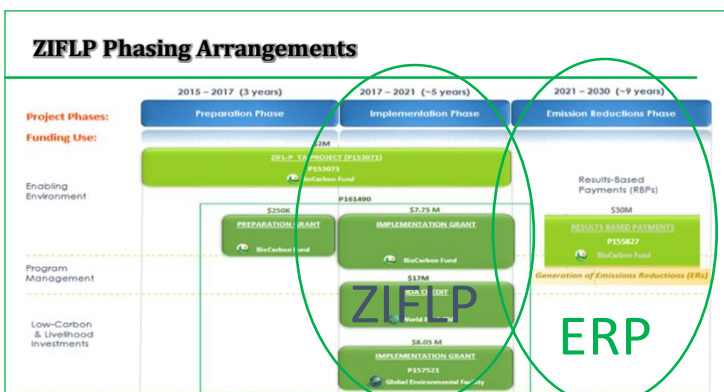 ZIFLP Phasing Arrangements
2015 – 2017 (3 years)
2017 – 2021 (~5 years)
2021 – 2030 (~9 years)
Project Phases:
Preparation Phase
Implementation Phase
Emission Reductions Phase
Funding Use:
$2M
ZIFL-P TA PROJECT (P153071)
P153071
BioCarbon Fund
Enabling
Environment
Results-Based
Payments (RBPs)
P161490
$250K
$7.75 M
$30M
PREPARATION GRANT
IMPLEMENTATION GRANT
RESULTS BASED PAYMENTS
P155827
BioCarbon Fund
BioCarbon Fund
BioCarbon Fund
Program
Management
Generation of Emissions Reductions (ERs)
$17M
IDA CREDIT
World Bank
ZIFLP
ERP
Low-Carbon
& Livelihood
Investments
$8.05 M
IMPLEMENTATION GRANT
P157521
Global Environmental Facility